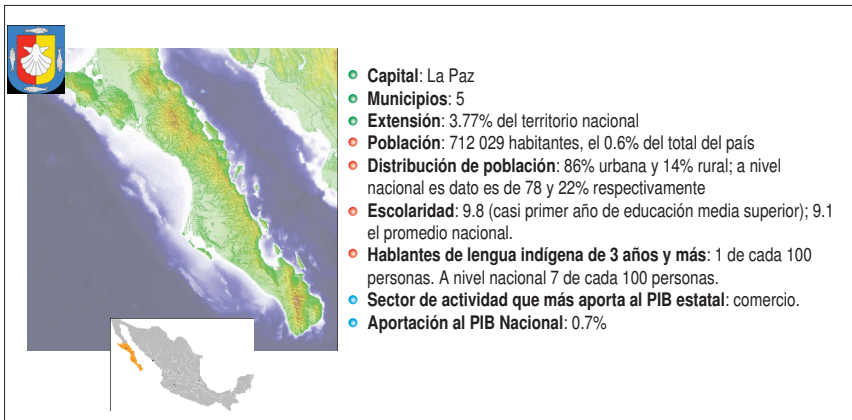 Capital: La Paz
Municipios: 5
Extensión: 3.77% del territorio nacional
Población: 712 029 habitantes, el 0.6% del total del país
Distribución de población: 86% urbana y 14% rural; a nivel
nacional es dato es de 78 y 22% respectivamente
Escolaridad: 9.8 (casi primer año de educación media superior); 9.1
el promedio nacional.
Hablantes de lengua indígena de 3 años y más: 1 de cada 100
personas. A nivel nacional 7 de cada 100 personas.
Sector de actividad que más aporta al PIB estatal: comercio.
Aportación al PIB Nacional: 0.7%